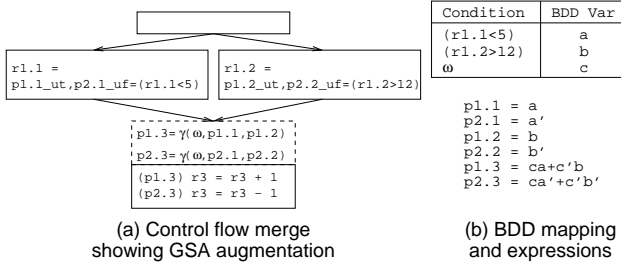 r1.1 =
p1.1_ut,p2.1_uf=(r1.1<5)
r1.2 =
p1.2_ut,p2.2_uf=(r1.2>12)
p1.3=γ(ω,p1.1,p1.2)
p2.3=γ(ω,p2.1,p2.2)
(p1.3) r3 = r3 + 1
(p2.3) r3 = r3 - 1
(a) Control flow merge
showing GSA augmentation
Condition BDD Var
(r1.1<5) a
(r1.2>12) b
ω c
p1.1 = a
p2.1 = a'
p1.2 = b
p2.2 = b'
p1.3 = ca+c'b
p2.3 = ca'+c'b'
(b) BDD mapping
and expressions